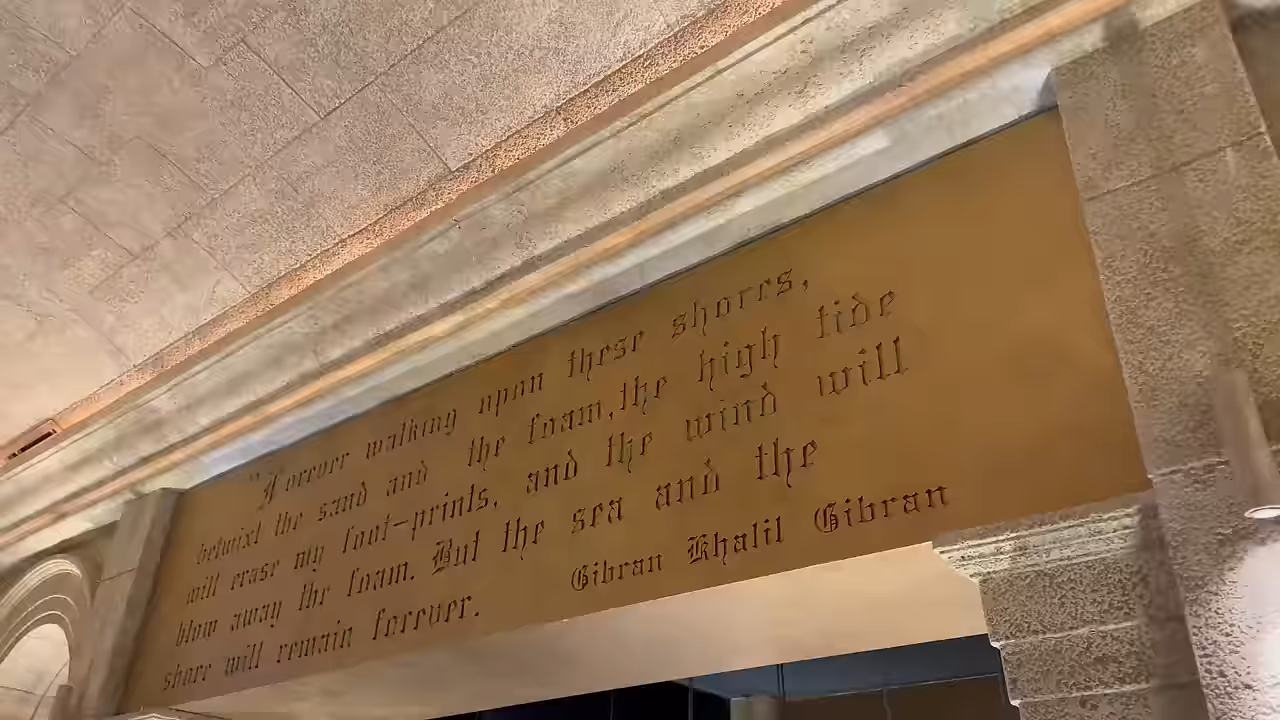 "Forever walking upon these shores,
betwixt the sand and the foam, the high tide
will erase my foot-prints, and the wind will
blow away the foam. But the sea and the
shore will remain forever.
Gibran Khalil Gibran